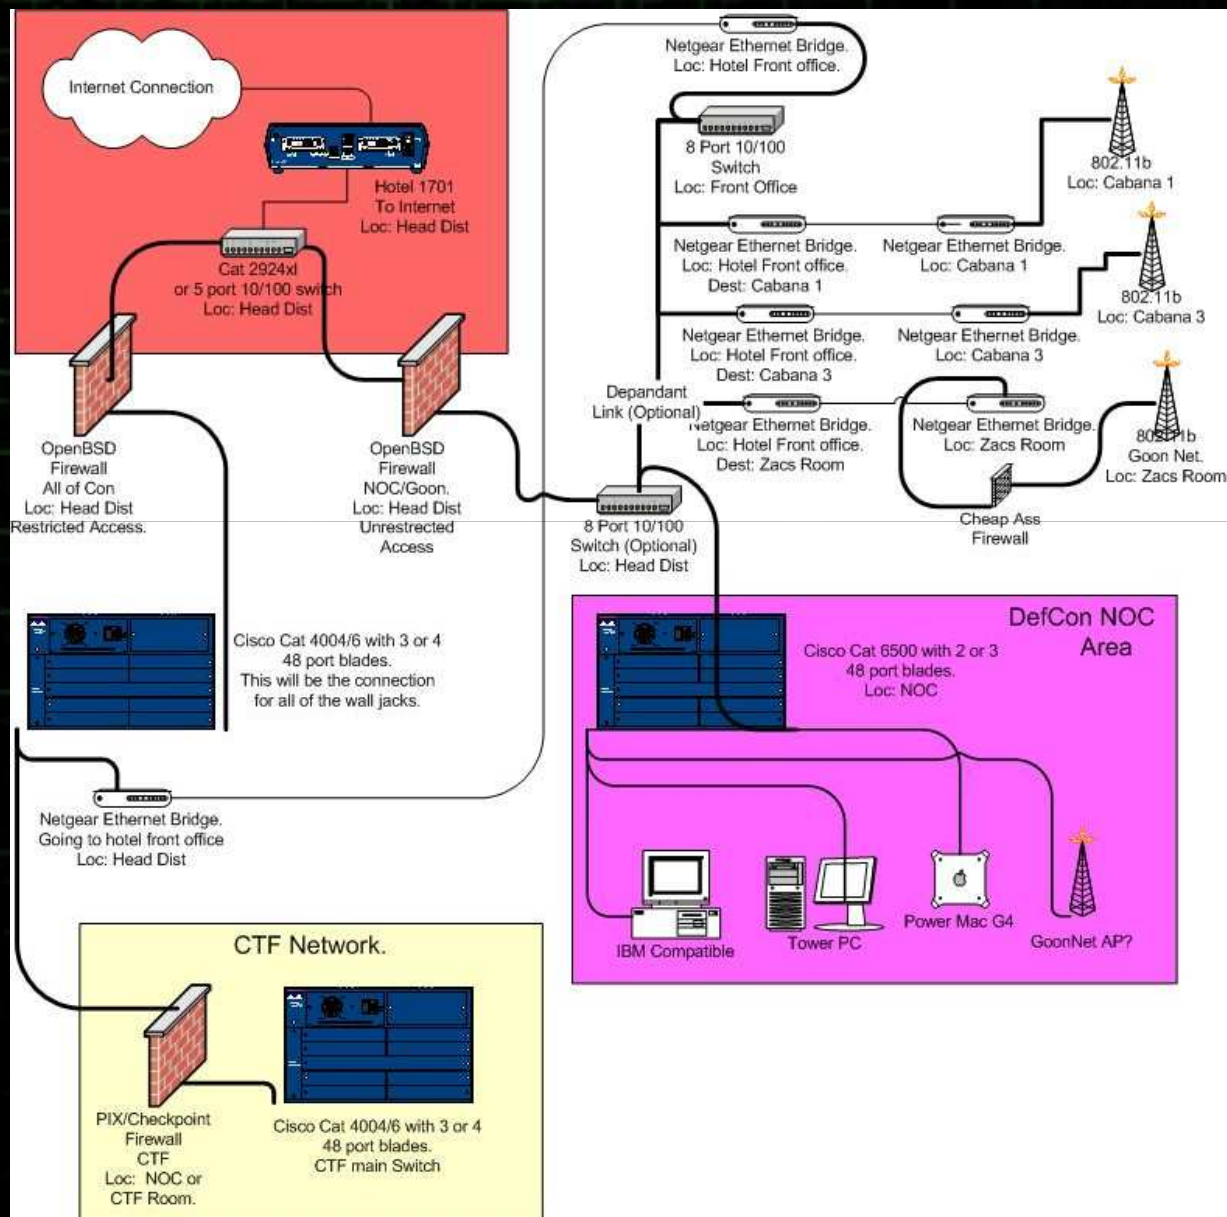 Internet Connection
Hotel 1701
To Internet
Loc: Head Dist
Cat 2924xl
or 5 port 10/100 switch
Loc: Head Dist
OpenBSD
Firewall
All of Con
Loc: Head Dist
Restricted Access.
OpenBSD
Firewall
NOC/Goon.
Loc: Head Dist
Unrestrected
Access
Netgear Ethernet Bridge.
Loc: Hotel Front office.
8 Port 10/100
Switch
Loc: Front Office
802.11b
Loc: Cabana 1
Netgear Ethernet Bridge.
Loc: Hotel Front office.
Dest: Cabana 1
Netgear Ethernet Bridge.
Loc: Cabana 1
802.11b
Loc: Cabana 3
Netgear Ethernet Bridge.
Loc: Hotel Front office.
Dest: Cabana 3
Netgear Ethernet Bridge.
Loc: Cabana 3
Depandant
Link (Optional)
Netgear Ethernet Bridge.
Loc: Hotel Front office.
Dest: Zacs Room
Netgear Ethernet Bridge.
Loc: Zacs Room
802.11b
Goon Net.
Loc: Zacs Room
Cheap Ass
Firewall
8 Port 10/100
Switch (Optional)
Loc: Head Dist
Cisco Cat 4004/6 with 3 or 4
48 port blades.
This will be the connection
for all of the wall jacks.
DefCon NOC
Area
Cisco Cat 6500 with 2 or 3
48 port blades.
Loc: NOC
Netgear Ethernet Bridge.
Going to hotel front office
Loc: Head Dist
IBM Compatible
Tower PC
Power Mac G4
GoonNet AP?
CTF Network.
PIX/Checkpoint
Firewall
CTF
Loc: NOC or
CTF Room.
Cisco Cat 4004/6 with 3 or 4
48 port blades.
CTF main Switch